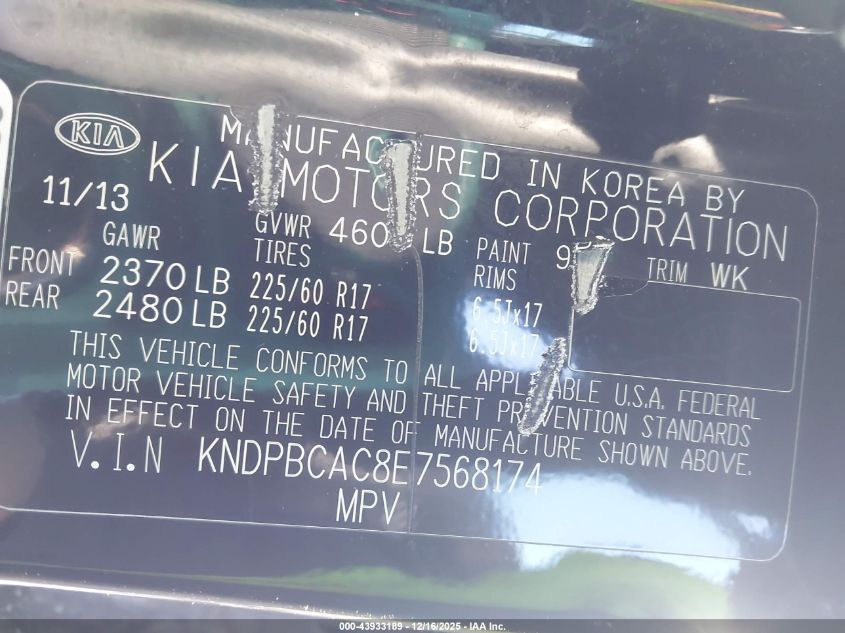 KIA
MANUFACTURED IN KOREA BY
KIA MOTORS CORPORATION
11/13
GAWR GVWR LB PAINT TRIM WK
TIRES RIMS
FRONT 2370 LB 225/60 R17 6.5Jx17
REAR 2480 LB 225/60 R17 6.5Jx17
THIS VEHICLE CONFORMS TO ALL APPLICABLE U.S.A. FEDERAL
MOTOR VEHICLE SAFETY AND THEFT PREVENTION STANDARDS
IN EFFECT ON THE DATE OF MANUFACTURE SHOWN ABOVE.
V.I.N KNDPBCAC8E7568174
MPV
000-43933189 - 12/16/2025 - IAA Inc.